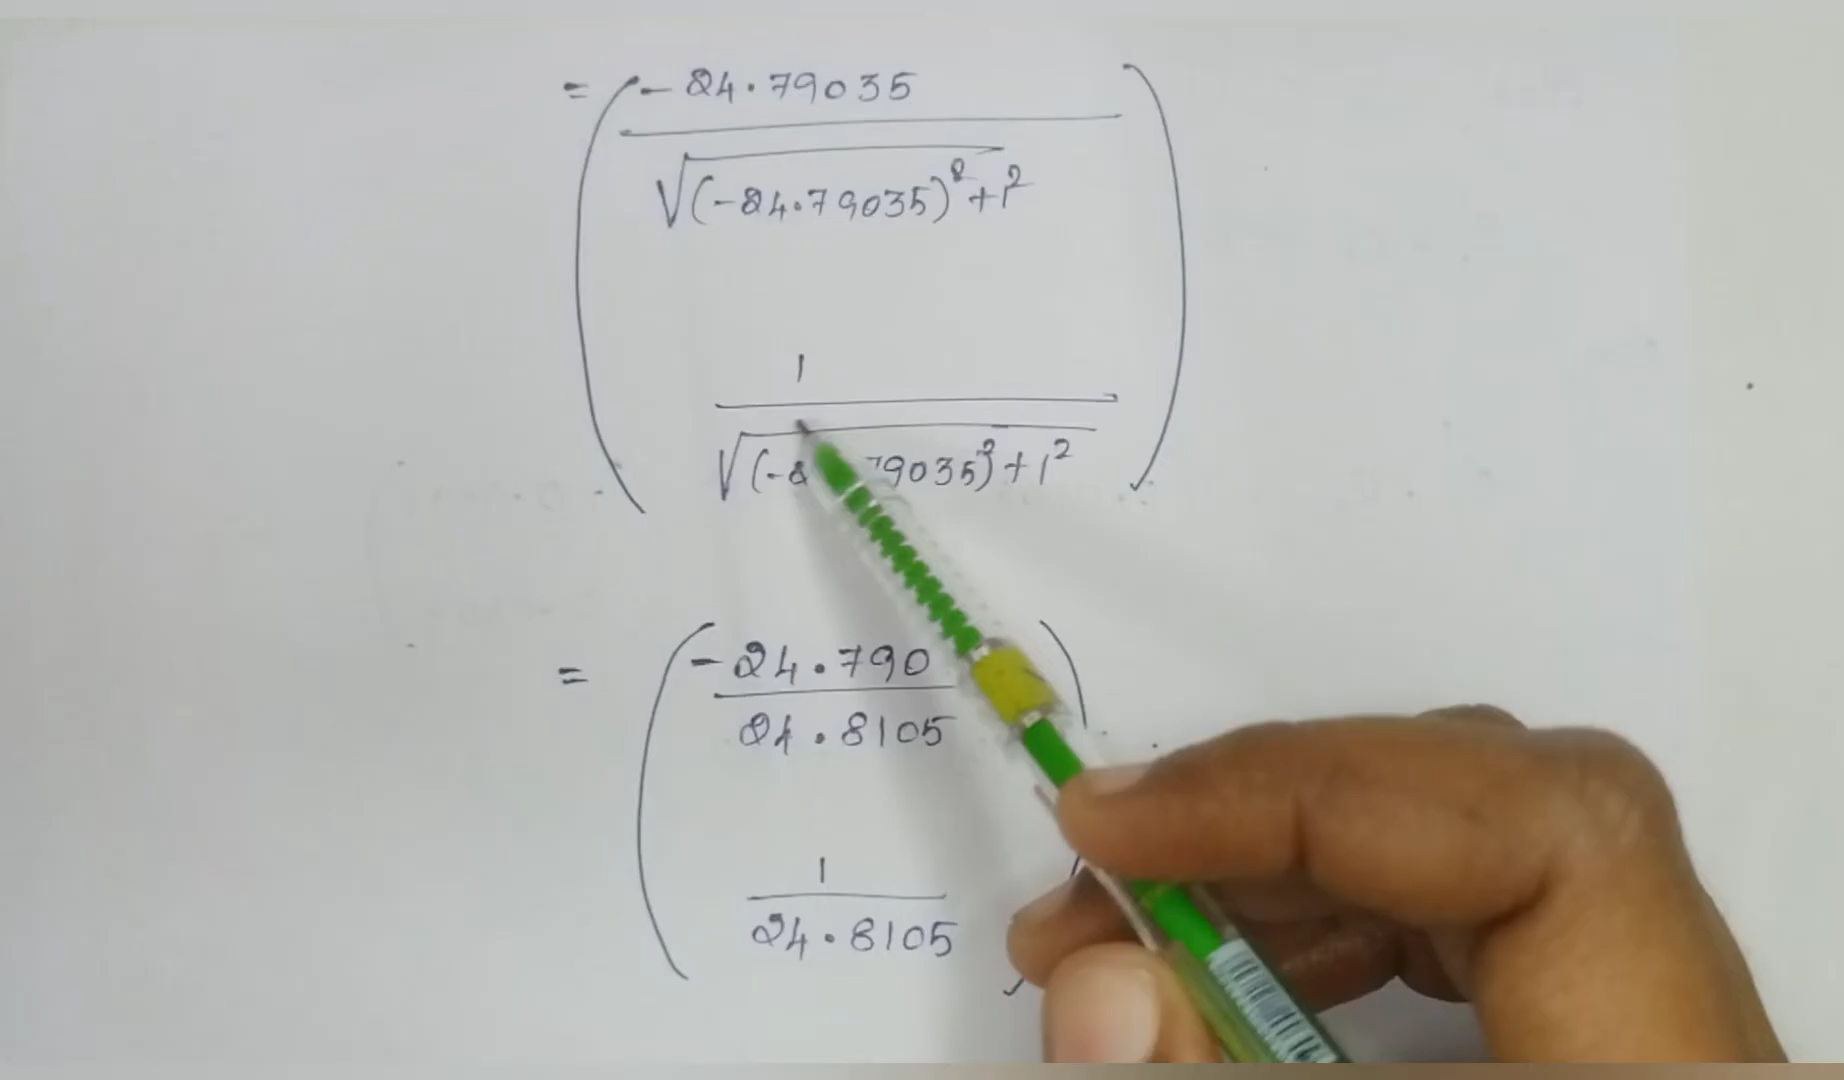 = ( -24.79035
√(-24.79035)² + 1²
1
√(-2 79035)² + 1² )
= ( -24.790
24.8105
1
24.8105 )